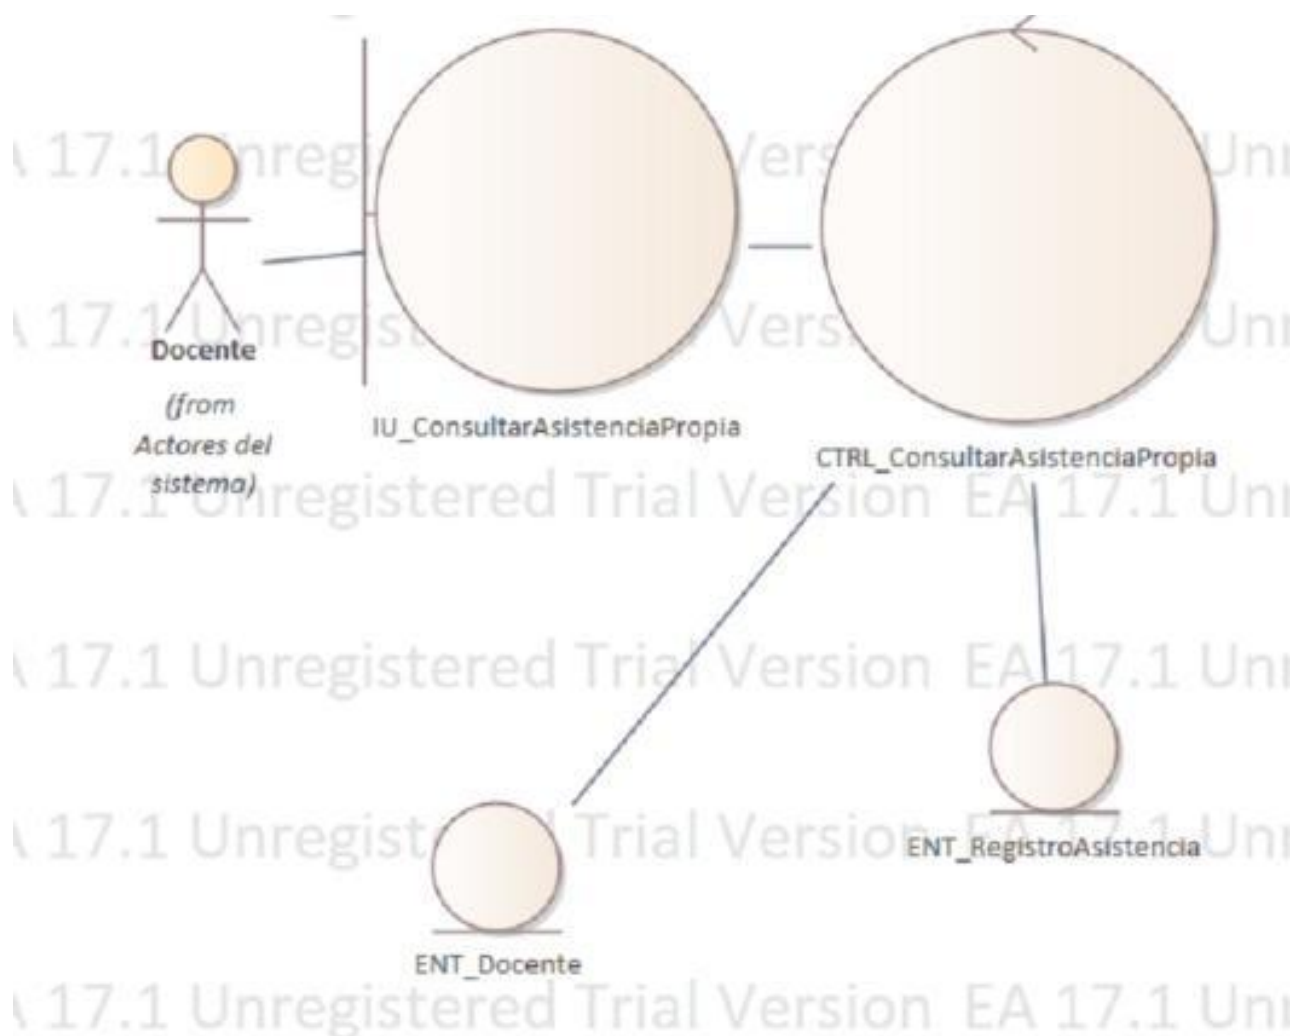 A 17.1 Unregistered Trial Version EA 17.1 Unr
Docente
(from
Actores del
sistema)
IU_ConsultarAsistenciaPropia
CTRL_ConsultarAsistenciaPropia
ENT_RegistroAsistencia
ENT_Docente
A 17.1 Unregistered Trial Version EA 17.1 Unr
A 17.1 Unregistered Trial Version EA 17.1 Unr
A 17.1 Unregistered Trial Version EA 17.1 Unr